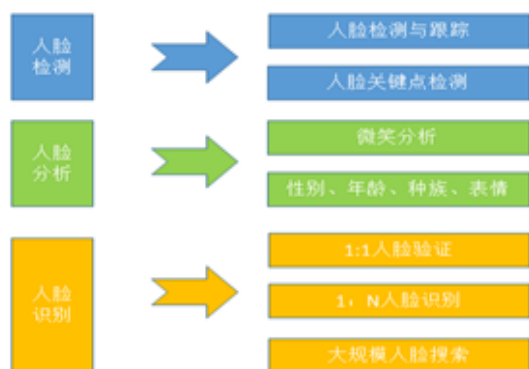 人脸
检测
人脸检测与跟踪
人脸关键点检测
人脸
分析
微笑分析
性别、年龄、种族、表情
人脸
识别
1:1人脸验证
1：N人脸识别
大规模人脸搜索